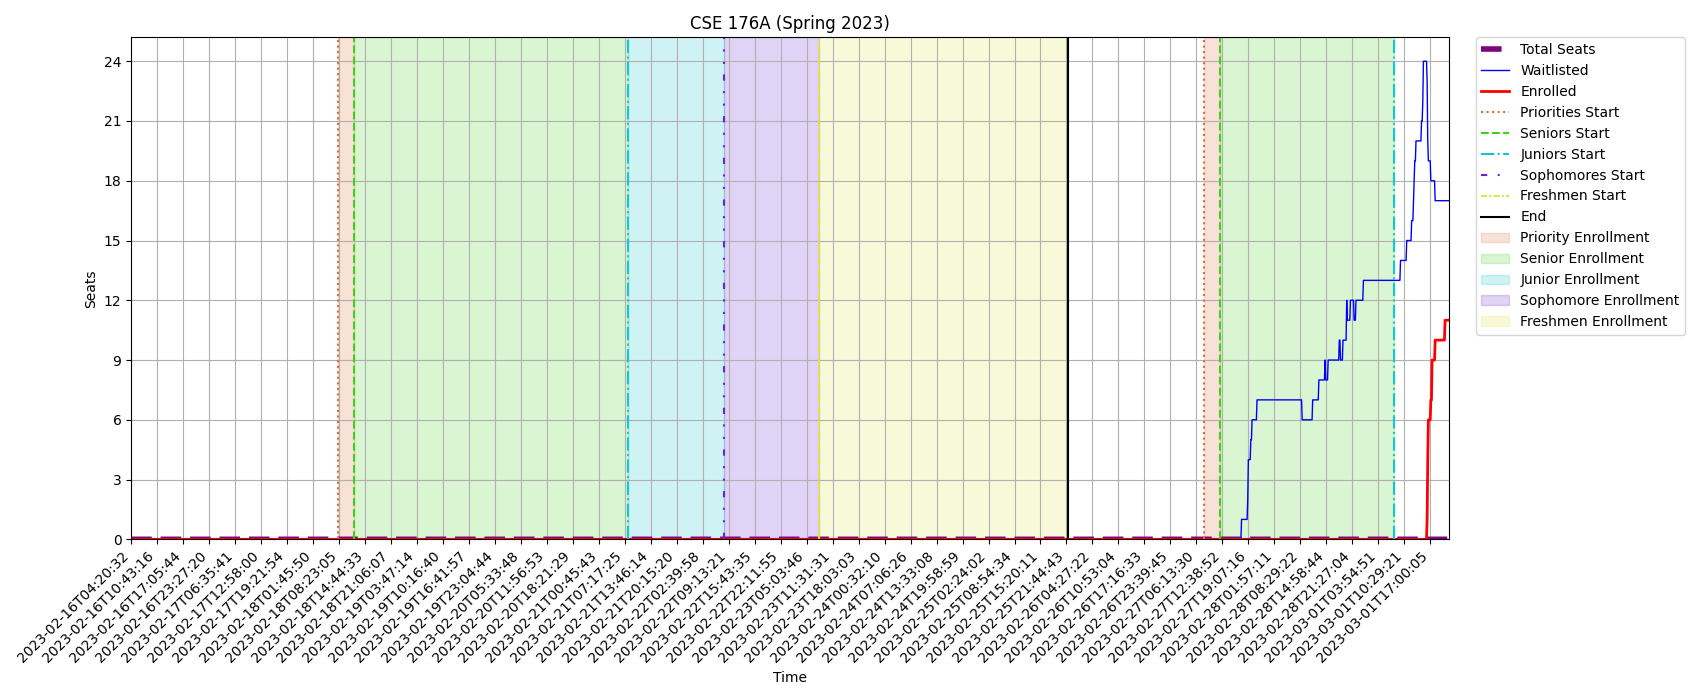 CSE 176A (Spring 2023)
Seats
24
21
18
15
12
9
6
3
0
2023-02-16T04:20:32
2023-02-16T10:43:16
2023-02-16T17:05:44
2023-02-16T23:27:20
2023-02-17T06:35:41
2023-02-17T12:58:00
2023-02-17T19:21:54
2023-02-18T01:45:50
2023-02-18T08:23:05
2023-02-18T14:44:33
2023-02-18T21:06:07
2023-02-19T03:47:14
2023-02-19T10:16:40
2023-02-19T16:41:57
2023-02-19T23:04:44
2023-02-20T05:33:48
2023-02-20T11:56:53
2023-02-20T18:21:29
2023-02-21T00:45:43
2023-02-21T07:17:25
2023-02-21T13:46:14
2023-02-21T20:15:20
2023-02-22T02:39:58
2023-02-22T09:13:21
2023-02-22T15:43:35
2023-02-22T22:11:55
2023-02-23T05:03:46
2023-02-23T11:31:31
2023-02-23T18:03:03
2023-02-24T00:32:10
2023-02-24T07:06:26
2023-02-24T13:33:08
2023-02-24T19:58:59
2023-02-25T02:24:02
2023-02-25T08:54:34
2023-02-25T15:20:11
2023-02-25T21:44:43
2023-02-26T04:27:22
2023-02-26T10:53:04
2023-02-26T17:16:33
2023-02-26T23:39:45
2023-02-27T06:13:30
2023-02-27T12:38:52
2023-02-27T19:07:16
2023-02-28T01:57:11
2023-02-28T08:29:22
2023-02-28T14:58:44
2023-02-28T21:27:04
2023-03-01T03:54:51
2023-03-01T10:29:21
2023-03-01T17:00:05
Time
Total Seats
Waitlisted
Enrolled
Priorities Start
Seniors Start
Juniors Start
Sophomores Start
Freshmen Start
End
Priority Enrollment
Senior Enrollment
Junior Enrollment
Sophomore Enrollment
Freshmen Enrollment